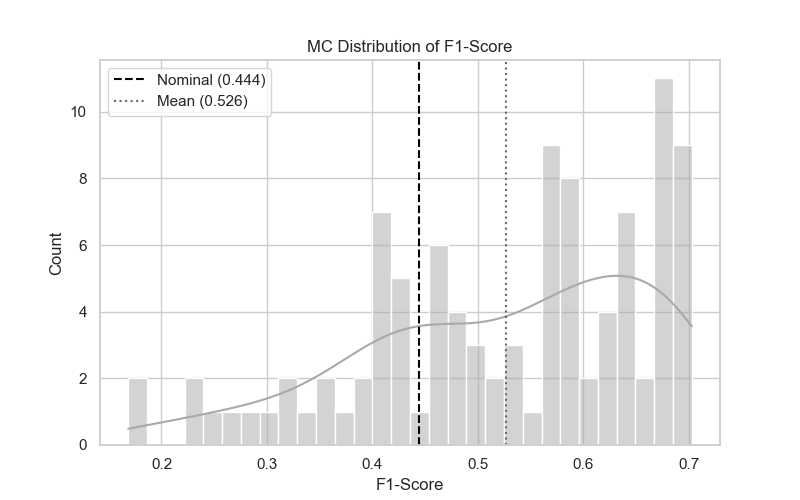 MC Distribution of F1-Score
Nominal (0.444)
Mean (0.526)
Count
10
8
6
4
2
0
0.2 0.3 0.4 0.5 0.6 0.7
F1-Score